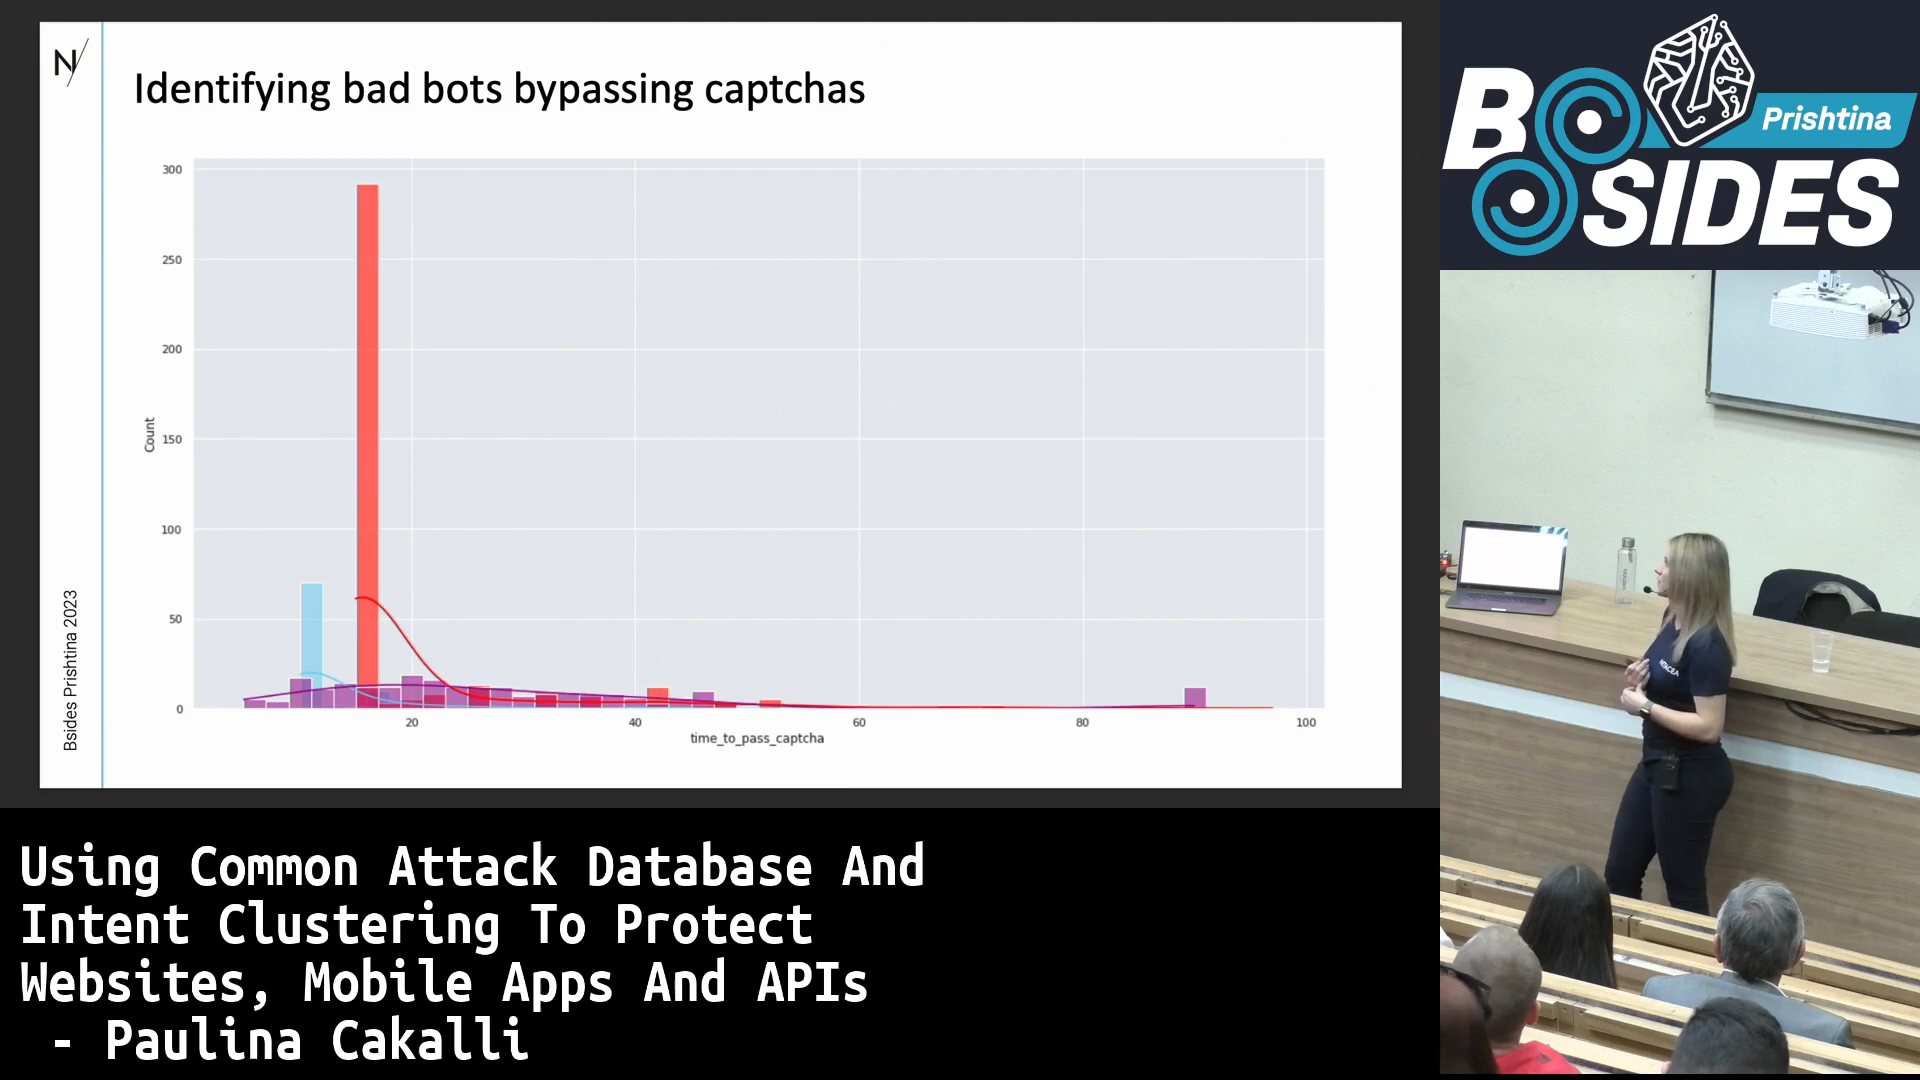 N/
Identifying bad bots bypassing captchas
300
250
200
150
100
50
0
Count
20
40
60
80
100
time_to_pass_captcha
Bsides Prishtina 2023
BSIDES
Prishtina
NETACEA
Using Common Attack Database And
Intent Clustering To Protect
Websites, Mobile Apps And APIs
- Paulina Cakalli